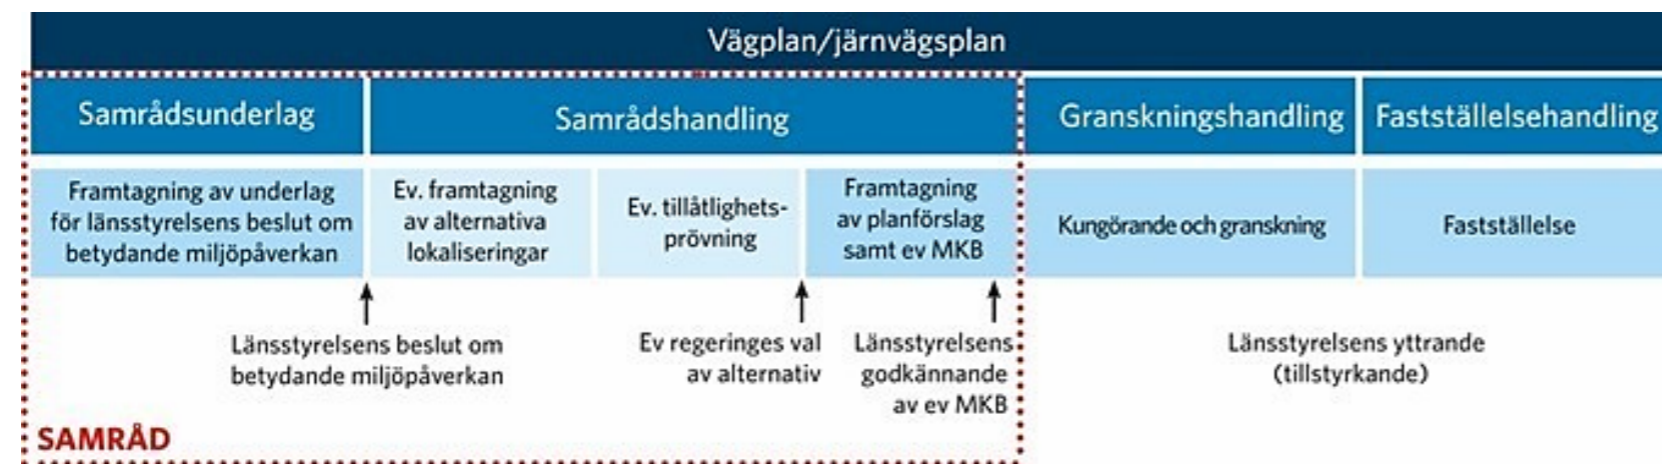 Vägplan/järnvägsplan
Samrådsunderlag
Samrådshandling
Granskningshandling
Fastställelsehandling
Framtagning av underlag
för länsstyrelsens beslut om
betydande miljöpåverkan
Ev. framtagning
av alternativa
lokaliseringar
Ev. tillåtlighets-
prövning
Framtagning
av planförslag
samt ev MKB
Kungörande och granskning
Fastställelse
Länsstyrelsens beslut om
betydande miljöpåverkan
Ev regeringes val
av alternativ
Länsstyrelsens
godkännande
av ev MKB
Länsstyrelsens yttrande
(tillstyrkande)
SAMRÅD